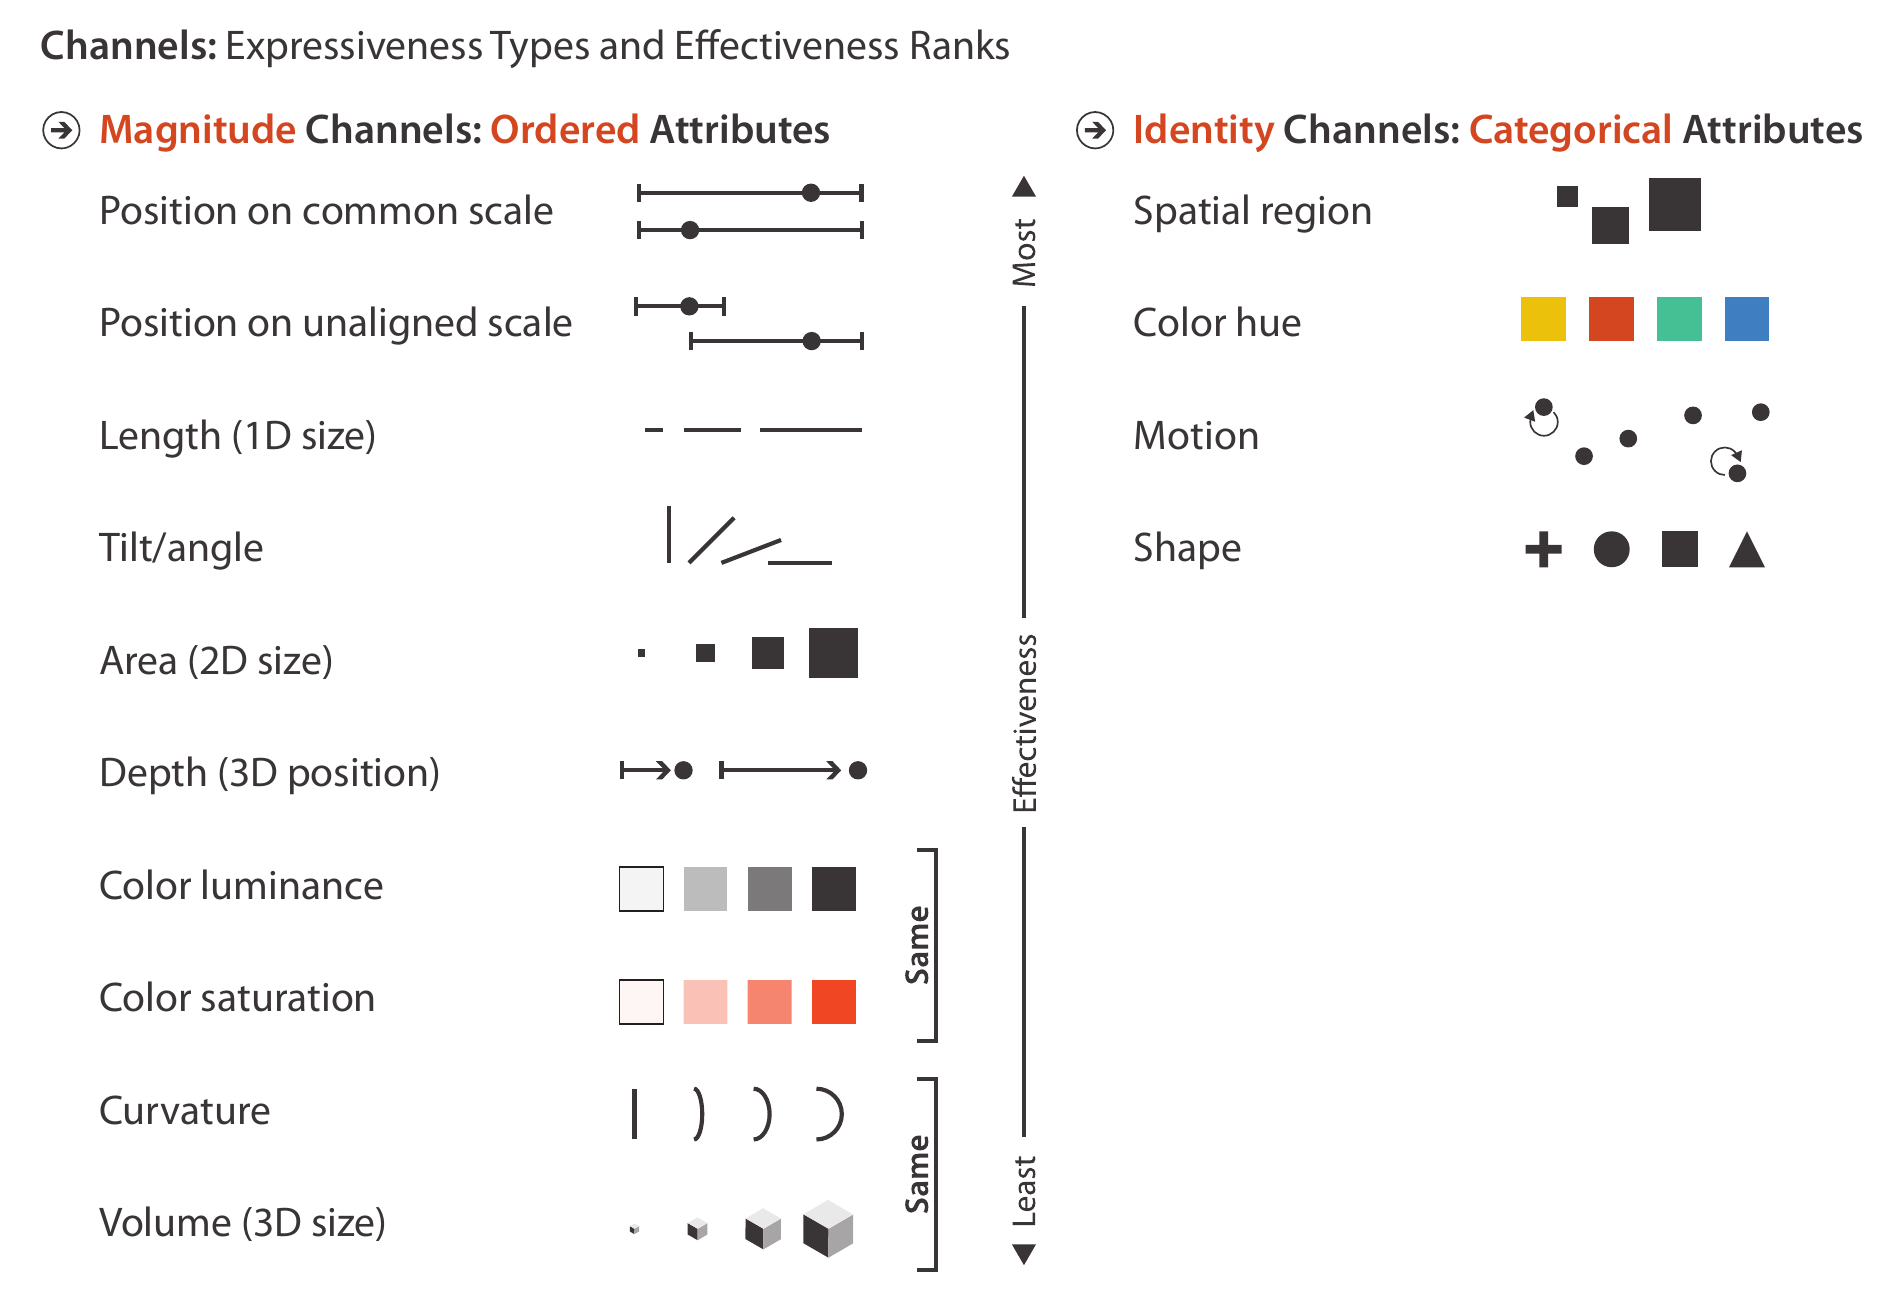 Channels: Expressiveness Types and Effectiveness Ranks
Magnitude Channels: Ordered Attributes
Position on common scale
Position on unaligned scale
Length (1D size)
Tilt/angle
Area (2D size)
Depth (3D position)
Color luminance
Color saturation
Curvature
Volume (3D size)
Same
Same
Most
Effectiveness
Least
Identity Channels: Categorical Attributes
Spatial region
Color hue
Motion
Shape